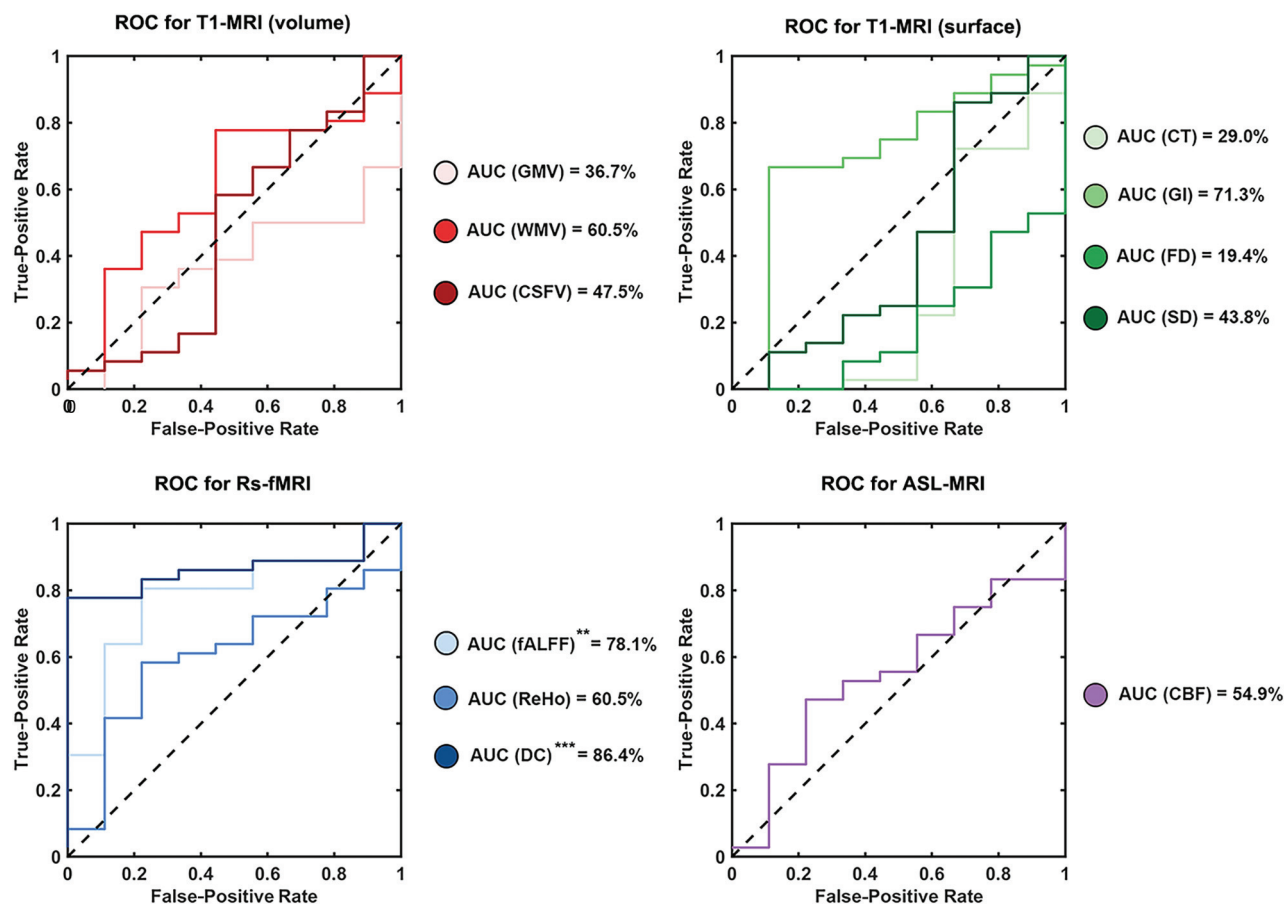 ROC for T1-MRI (volume)
True-Positive Rate
1
0.8
0.6
0.4
0.2
0
0 0.2 0.4 0.6 0.8 1
False-Positive Rate
AUC (GMV) = 36.7%
AUC (WMV) = 60.5%
AUC (CSFV) = 47.5%
ROC for T1-MRI (surface)
True-Positive Rate
1
0.8
0.6
0.4
0.2
0
0 0.2 0.4 0.6 0.8 1
False-Positive Rate
AUC (CT) = 29.0%
AUC (GI) = 71.3%
AUC (FD) = 19.4%
AUC (SD) = 43.8%
ROC for Rs-fMRI
True-Positive Rate
1
0.8
0.6
0.4
0.2
0
0 0.2 0.4 0.6 0.8 1
False-Positive Rate
AUC (fALFF)** = 78.1%
AUC (ReHo) = 60.5%
AUC (DC)*** = 86.4%
ROC for ASL-MRI
True-Positive Rate
1
0.8
0.6
0.4
0.2
0
0 0.2 0.4 0.6 0.8 1
False-Positive Rate
AUC (CBF) = 54.9%